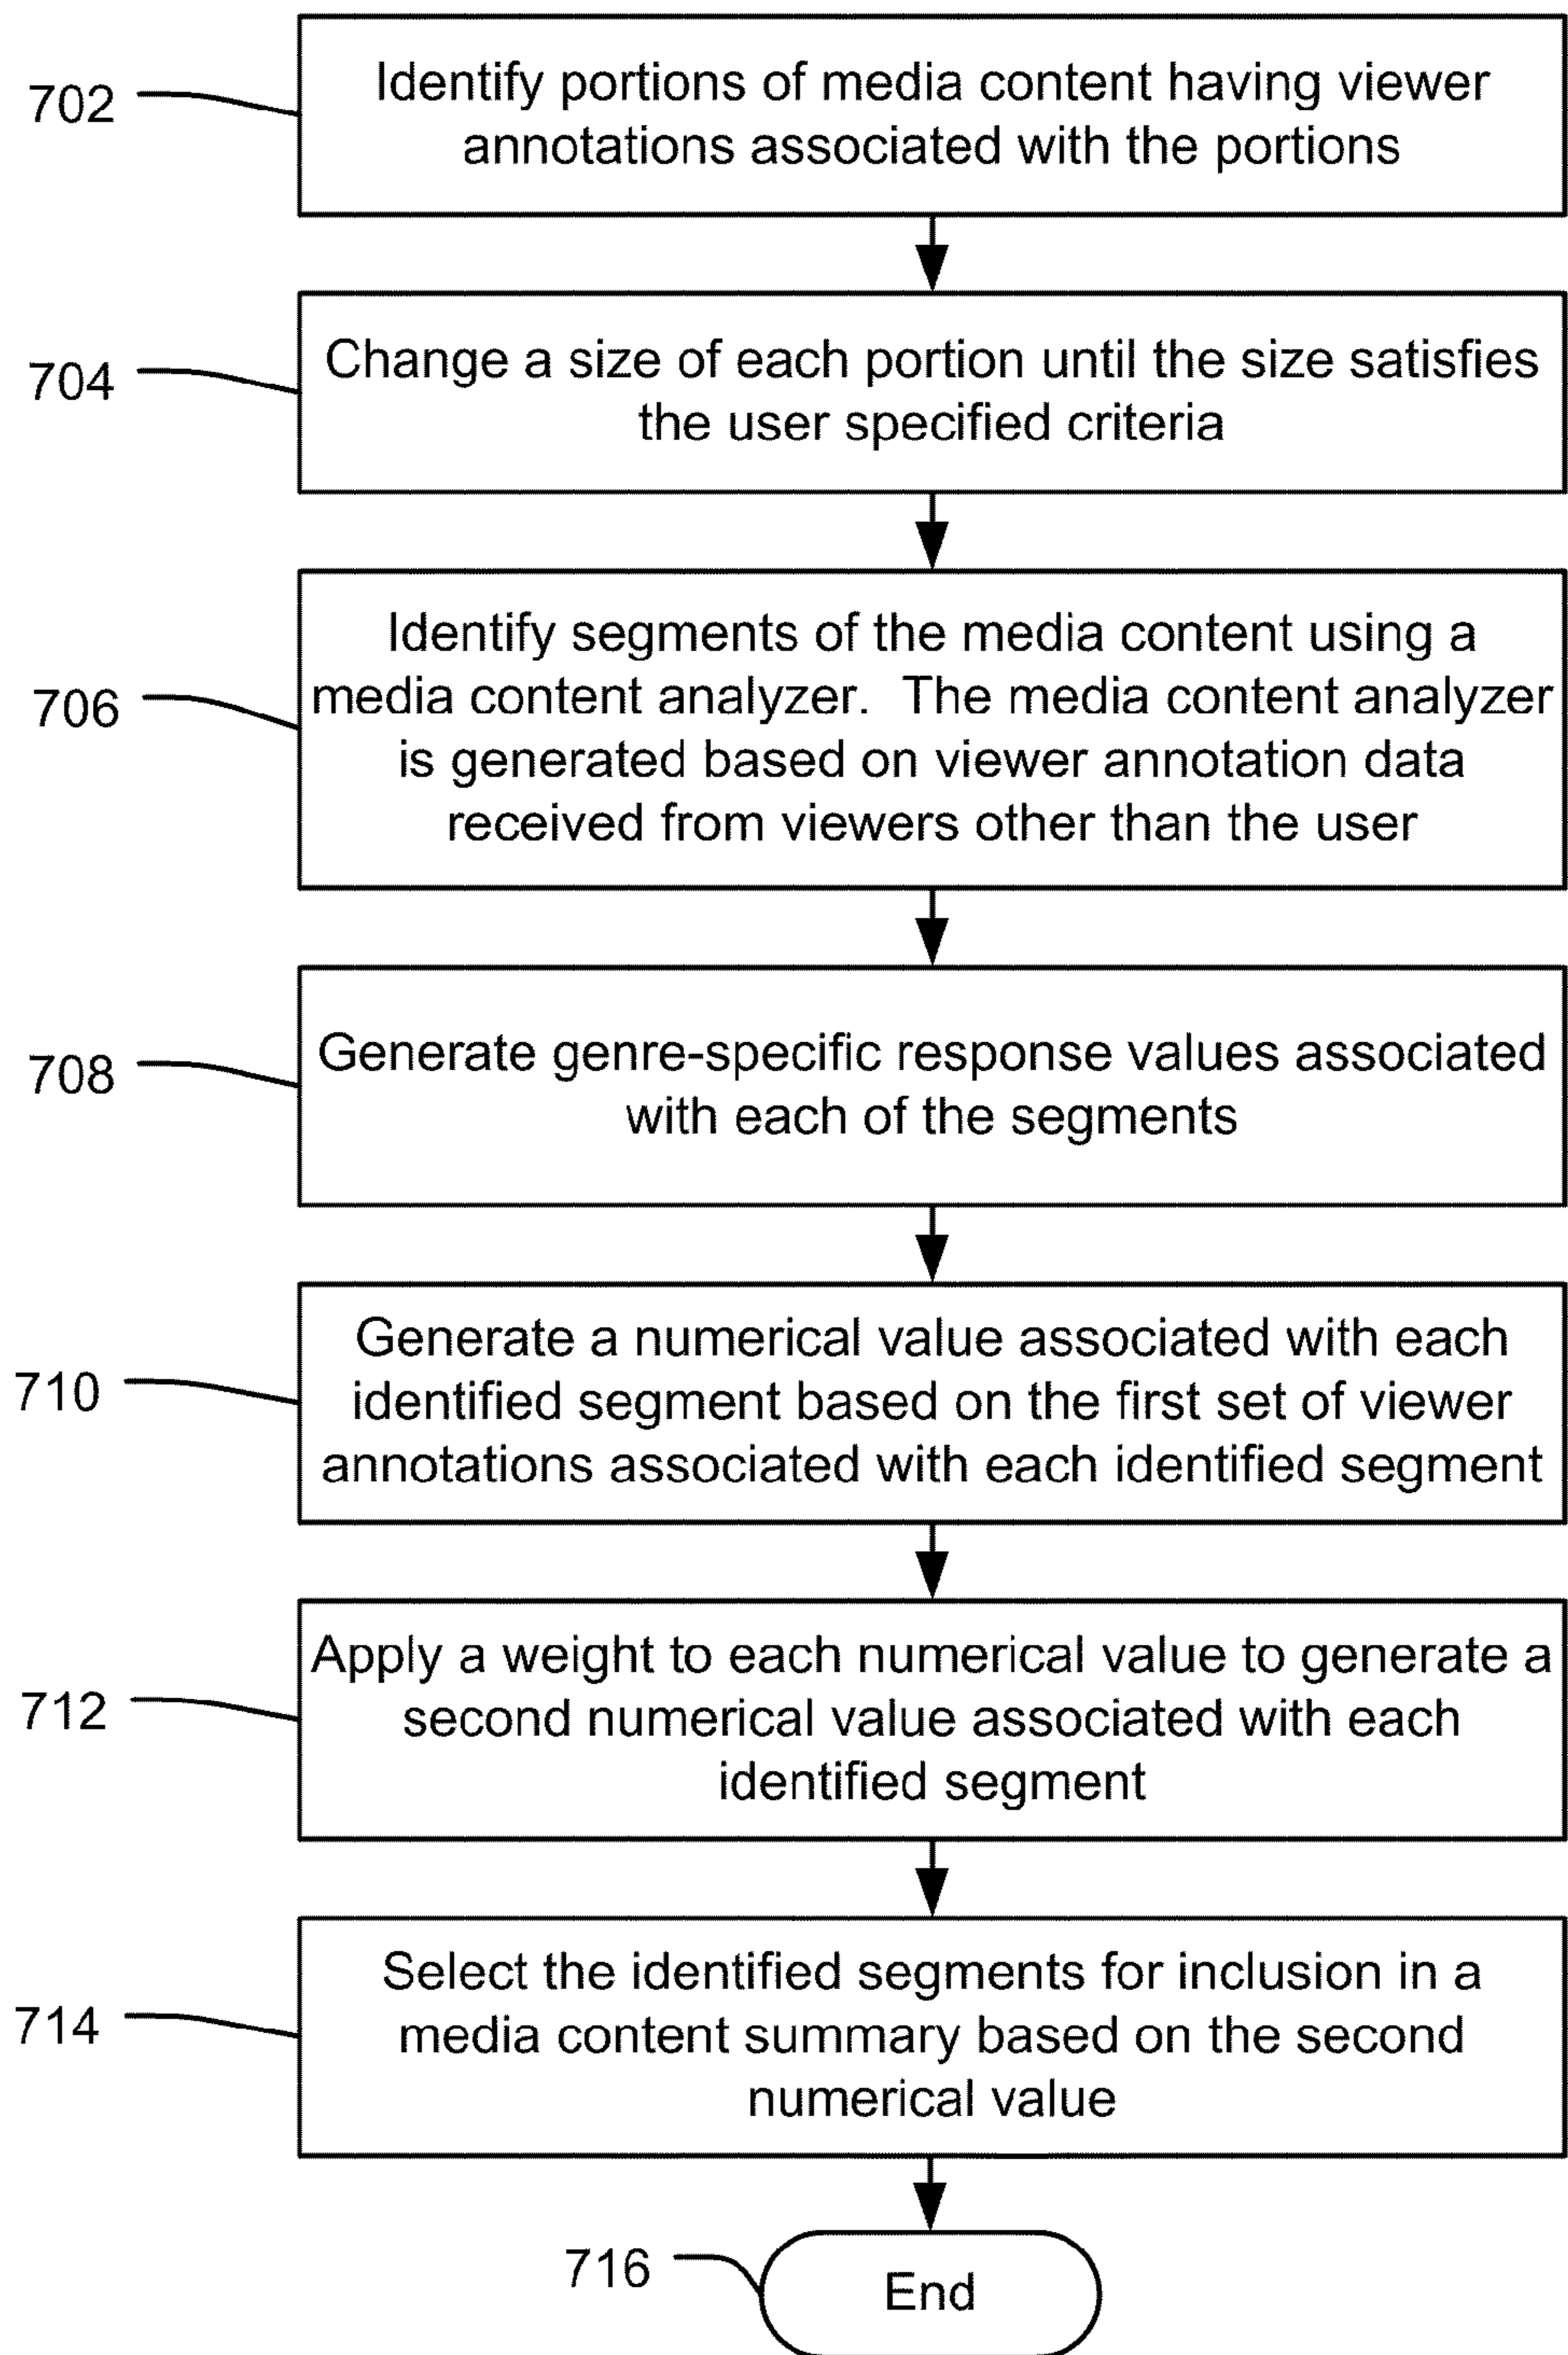 702
Identify portions of media content having viewer
annotations associated with the portions
704
Change a size of each portion until the size satisfies
the user specified criteria
706
Identify segments of the media content using a
media content analyzer.  The media content analyzer
is generated based on viewer annotation data
received from viewers other than the user
708
Generate genre-specific response values associated
with each of the segments
710
Generate a numerical value associated with each
identified segment based on the first set of viewer
annotations associated with each identified segment
712
Apply a weight to each numerical value to generate a
second numerical value associated with each
identified segment
714
Select the identified segments for inclusion in a
media content summary based on the second
numerical value
716
End